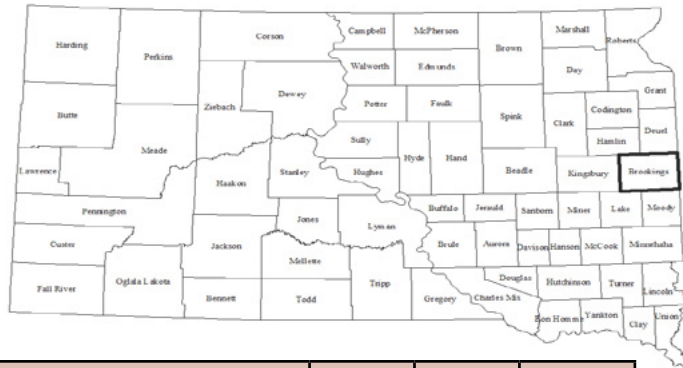 Harding
Perkins
Corson
Campbell
McPherson
Brown
Marshall
Roberts
Walworth
Edmunds
Day
Butte
Ziebach
Dewey
Potter
Faulk
Spink
Clark
Codington
Grant
Hamlin
Deuel
Meade
Sully
Hyde
Hand
Beadle
Kingsbury
Brookings
Lawrence
Haakon
Stanley
Hughes
Pennington
Jones
Lyman
Buffalo
Jerauld
Sanborn
Miner
Lake
Moody
Custer
Jackson
Mellette
Brule
Aurora
Davison
Hanson
McCook
Minnehaha
Fall River
Oglala Lakota
Bennett
Todd
Tripp
Gregory
Charles Mix
Douglas
Hutchinson
Turner
Lincoln
Bon Homme
Yankton
Clay
Union